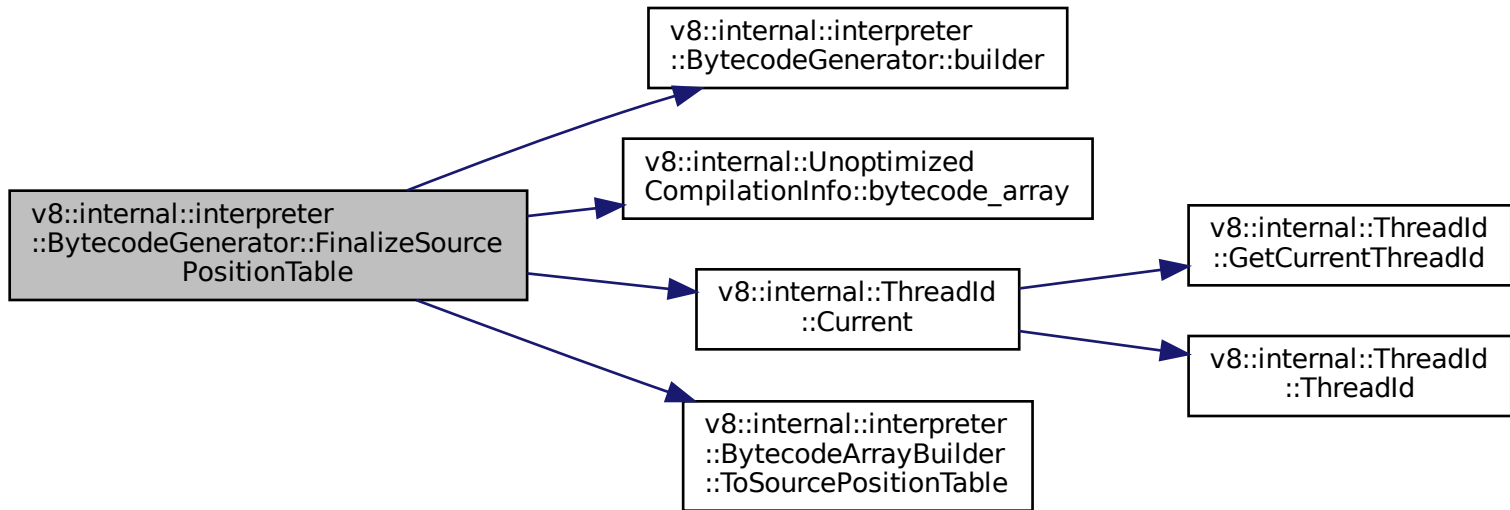 v8::internal::interpreter
::BytecodeGenerator::builder
v8::internal::Unoptimized
CompilationInfo::bytecode_array
v8::internal::interpreter
::BytecodeGenerator::FinalizeSource
PositionTable
v8::internal::ThreadId
::Current
v8::internal::ThreadId
::GetCurrentThreadId
v8::internal::ThreadId
::ThreadId
v8::internal::interpreter
::BytecodeArrayBuilder
::ToSourcePositionTable